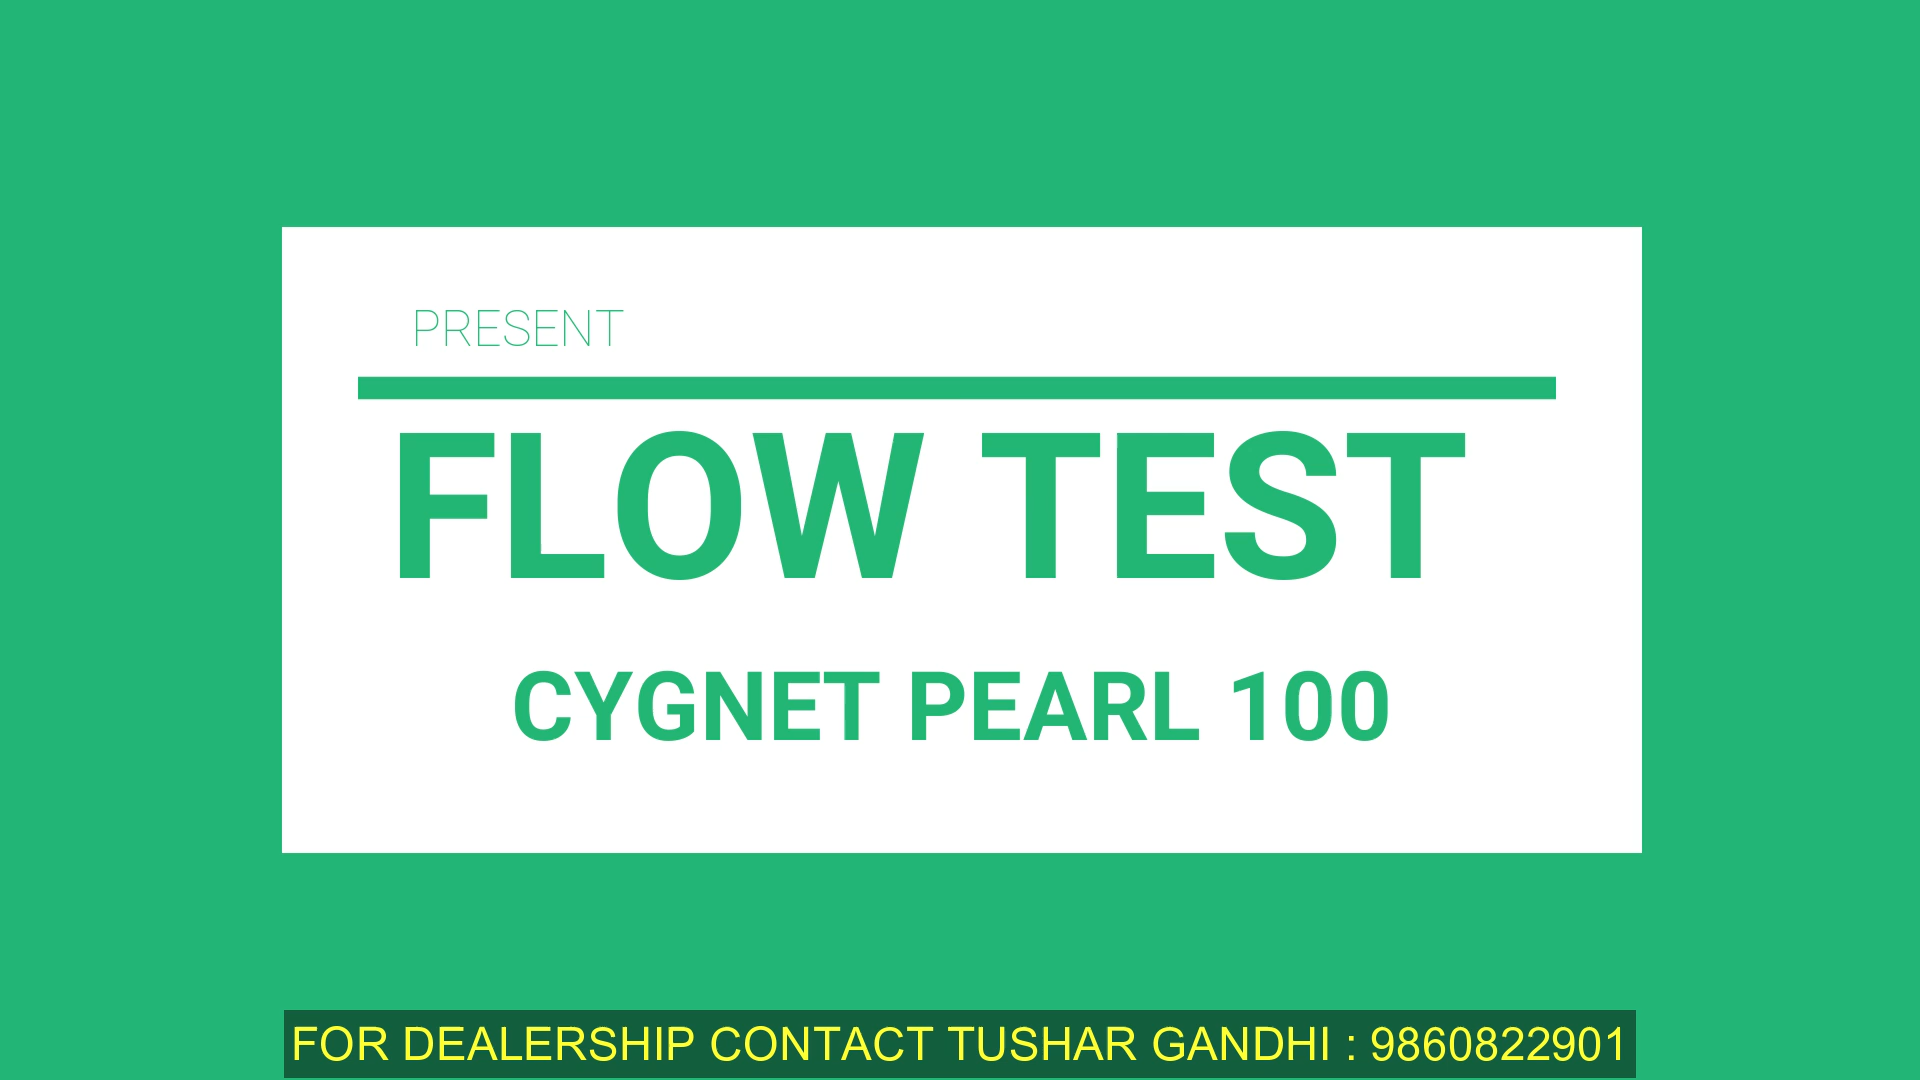 PRESENT
FLOW TEST
CYGNET PEARL 100
FOR DEALERSHIP CONTACT TUSHAR GANDHI : 9860822901